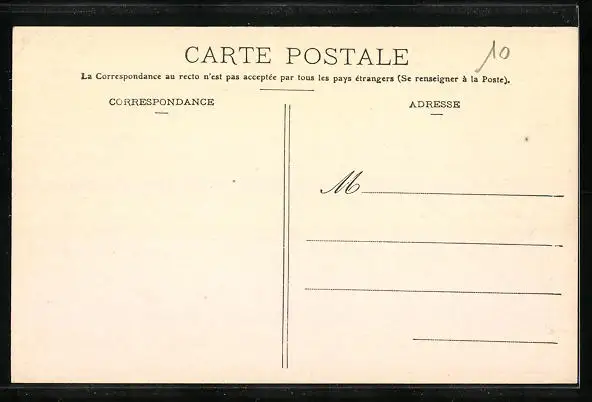 CARTE POSTALE
10
La Correspondance au recto n'est pas acceptée par tous les pays étrangers (Se renseigner à la Poste).
CORRESPONDANCE
ADRESSE
M